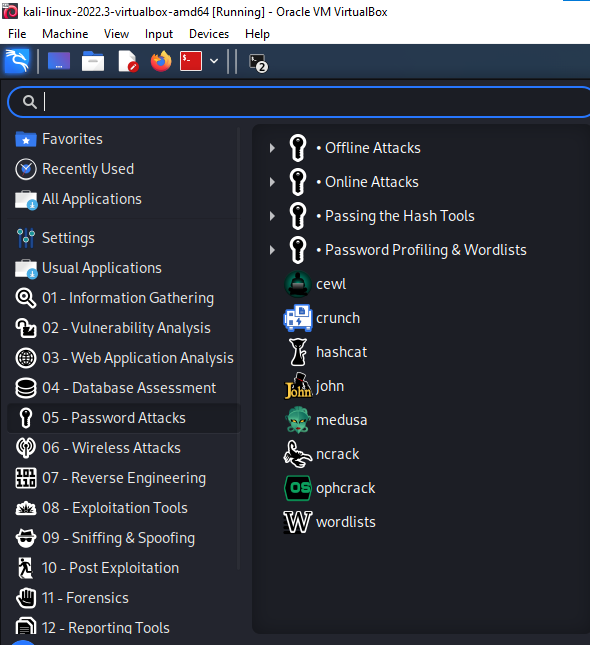 kali-linux-2022.3-virtualbox-amd64 [Running] - Oracle VM VirtualBox
File Machine View Input Devices Help
2
Favorites
Recently Used
All Applications
Settings
Usual Applications
01 - Information Gathering
02 - Vulnerability Analysis
03 - Web Application Analysis
04 - Database Assessment
05 - Password Attacks
06 - Wireless Attacks
07 - Reverse Engineering
08 - Exploitation Tools
09 - Sniffing & Spoofing
10 - Post Exploitation
11 - Forensics
12 - Reporting Tools
• Offline Attacks
• Online Attacks
• Passing the Hash Tools
• Password Profiling & Wordlists
cewl
crunch
hashcat
john
medusa
ncrack
ophcrack
wordlists